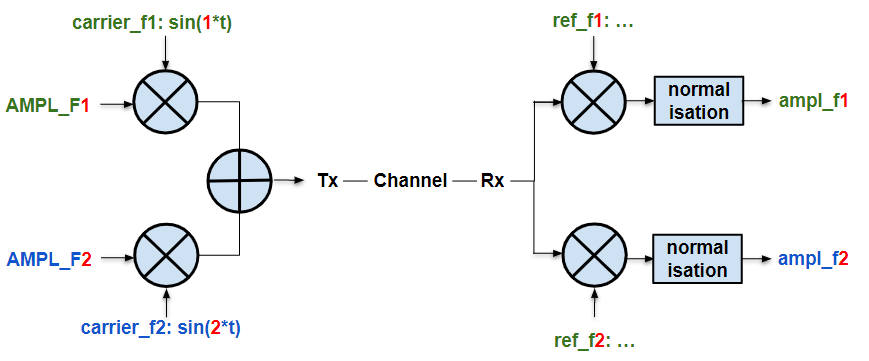 carrier_f1: sin(1*t)
AMPL_F1
AMPL_F2
carrier_f2: sin(2*t)
Tx
Channel
Rx
ref_f1: …
normal
isation
ampl_f1
normal
isation
ampl_f2
ref_f2: …